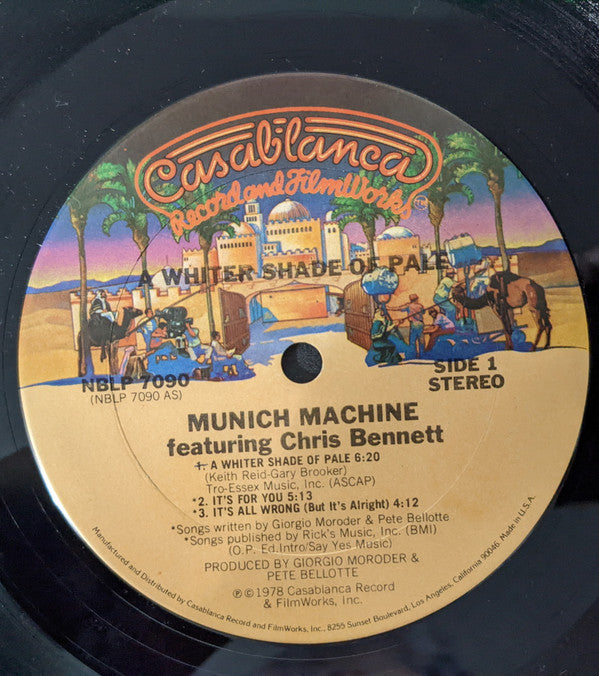 Casablanca
Record and FilmWorks
TM
A WHITER SHADE OF PALE
NBLP 7090
(NBLP 7090 AS)
SIDE 1
STEREO
MUNICH MACHINE
featuring Chris Bennett
1. A WHITER SHADE OF PALE 6:20
(Keith Reid-Gary Brooker)
Tro-Essex Music, Inc. (ASCAP)
*2. IT'S FOR YOU 5:13
*3. IT'S ALL WRONG (But It's Alright) 4:12
*Songs written by Giorgio Moroder & Pete Bellotte
*Songs published by Rick's Music, Inc. (BMI)
(O.P. Ed.Intro/Say Yes Music)
PRODUCED BY GIORGIO MORODER &
PETE BELLOTTE
℗©1978 Casablanca Record
& FilmWorks, Inc.
Manufactured and Distributed by Casablanca Record and FilmWorks, Inc., 8255 Sunset Boulevard, Los Angeles, California 90046. Made in U.S.A.